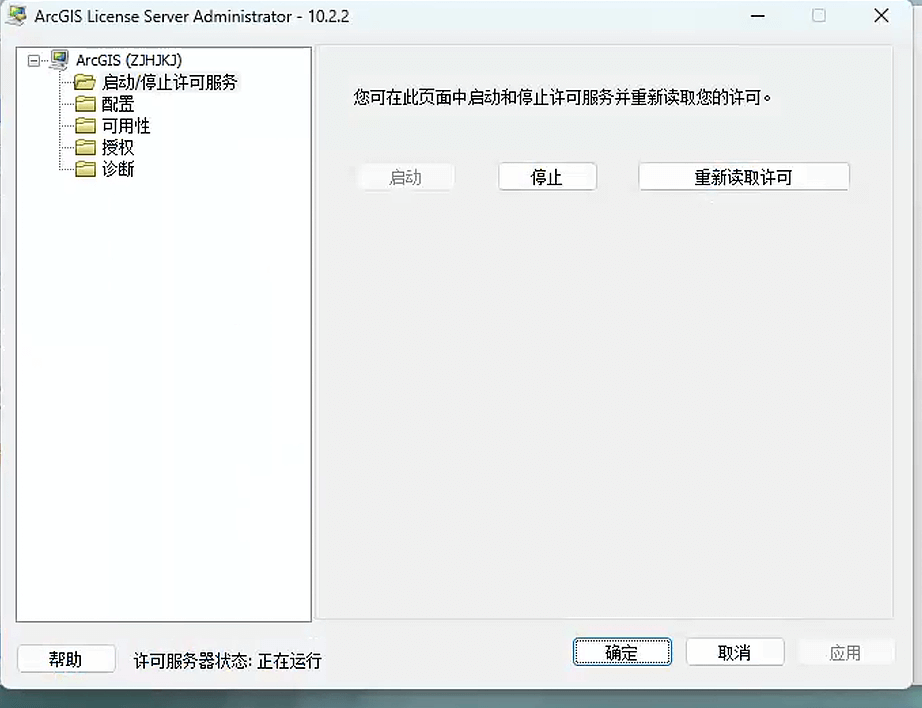 ArcGIS License Server Administrator - 10.2.2
ArcGIS (ZJHJKJ)
启动/停止许可服务
配置
可用性
授权
诊断
您可在此页面中启动和停止许可服务并重新读取您的许可。
启动 停止 重新读取许可
帮助 许可服务器状态: 正在运行 确定 取消 应用